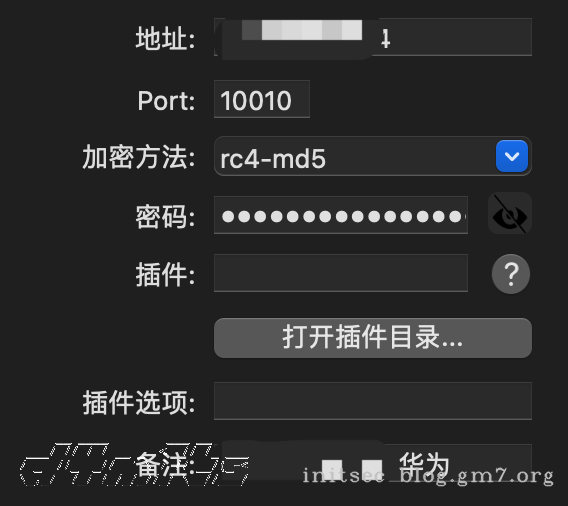 地址:
Port: 10010
加密方法: rc4-md5
密码: ●●●●●●●●●●●●●●●●
插件: ?
打开插件目录...
插件选项:
备注: 华为
initsec blog.gm7.org